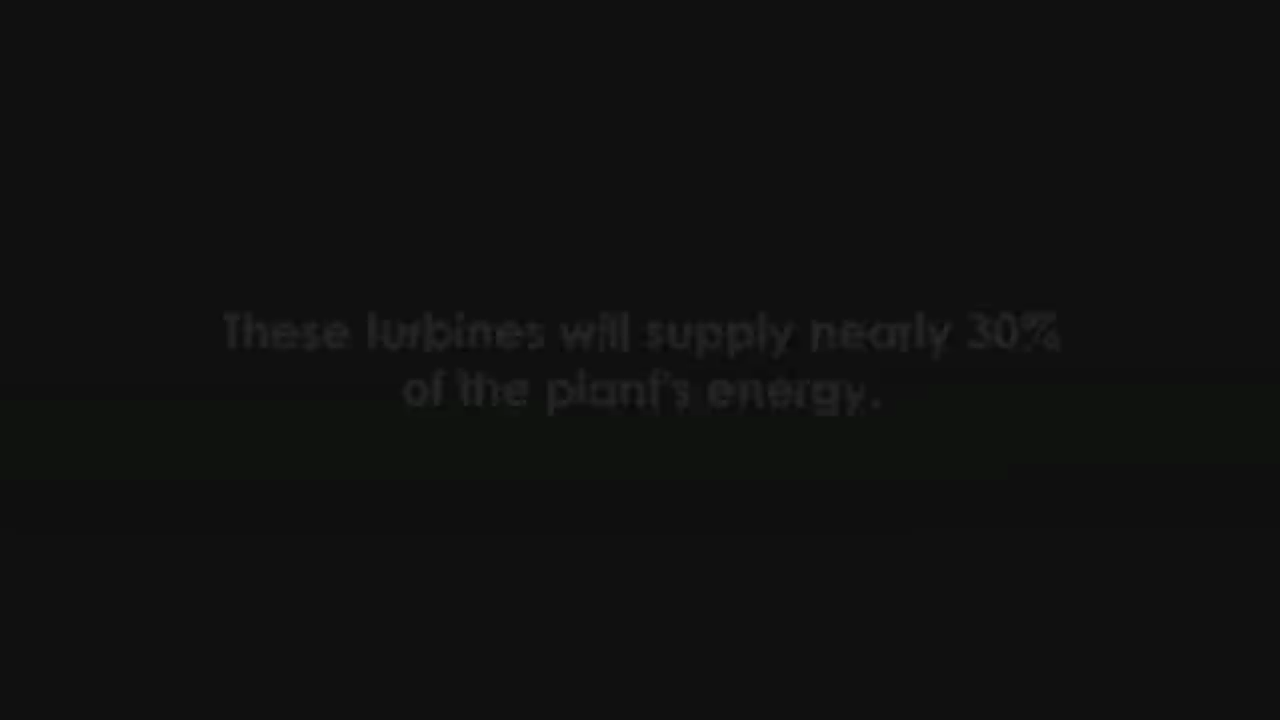 These turbines will supply nearly 30%
of the plant's energy.